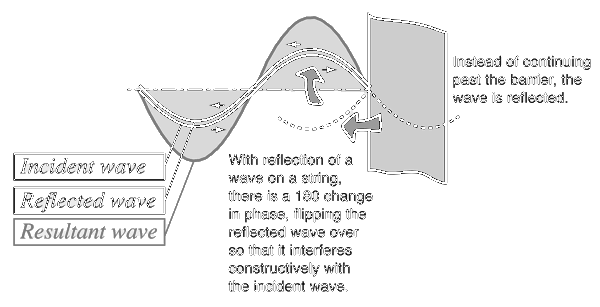 Instead of continuing
past the barrier, the
wave is reflected.
Incident wave
Reflected wave
Resultant wave
With reflection of a
wave on a string,
there is a 180 change
in phase, flipping the
reflected wave over
so that it interferes
constructively with
the incident wave.